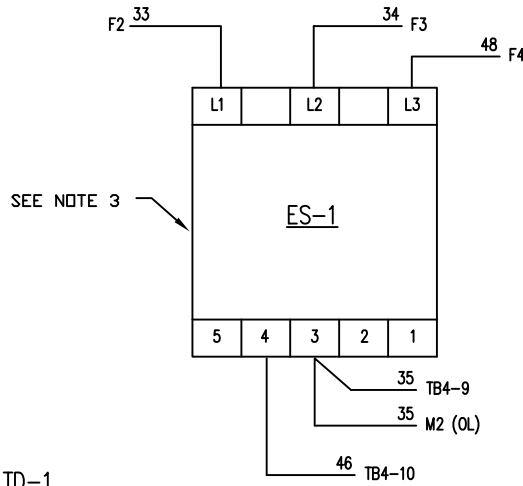 F2 33
34 F3
48 F4
L1 L2 L3
SEE NOTE 3
ES-1
5 4 3 2 1
35 TB4-9
35 M2 (OL)
46 TB4-10
TD-1